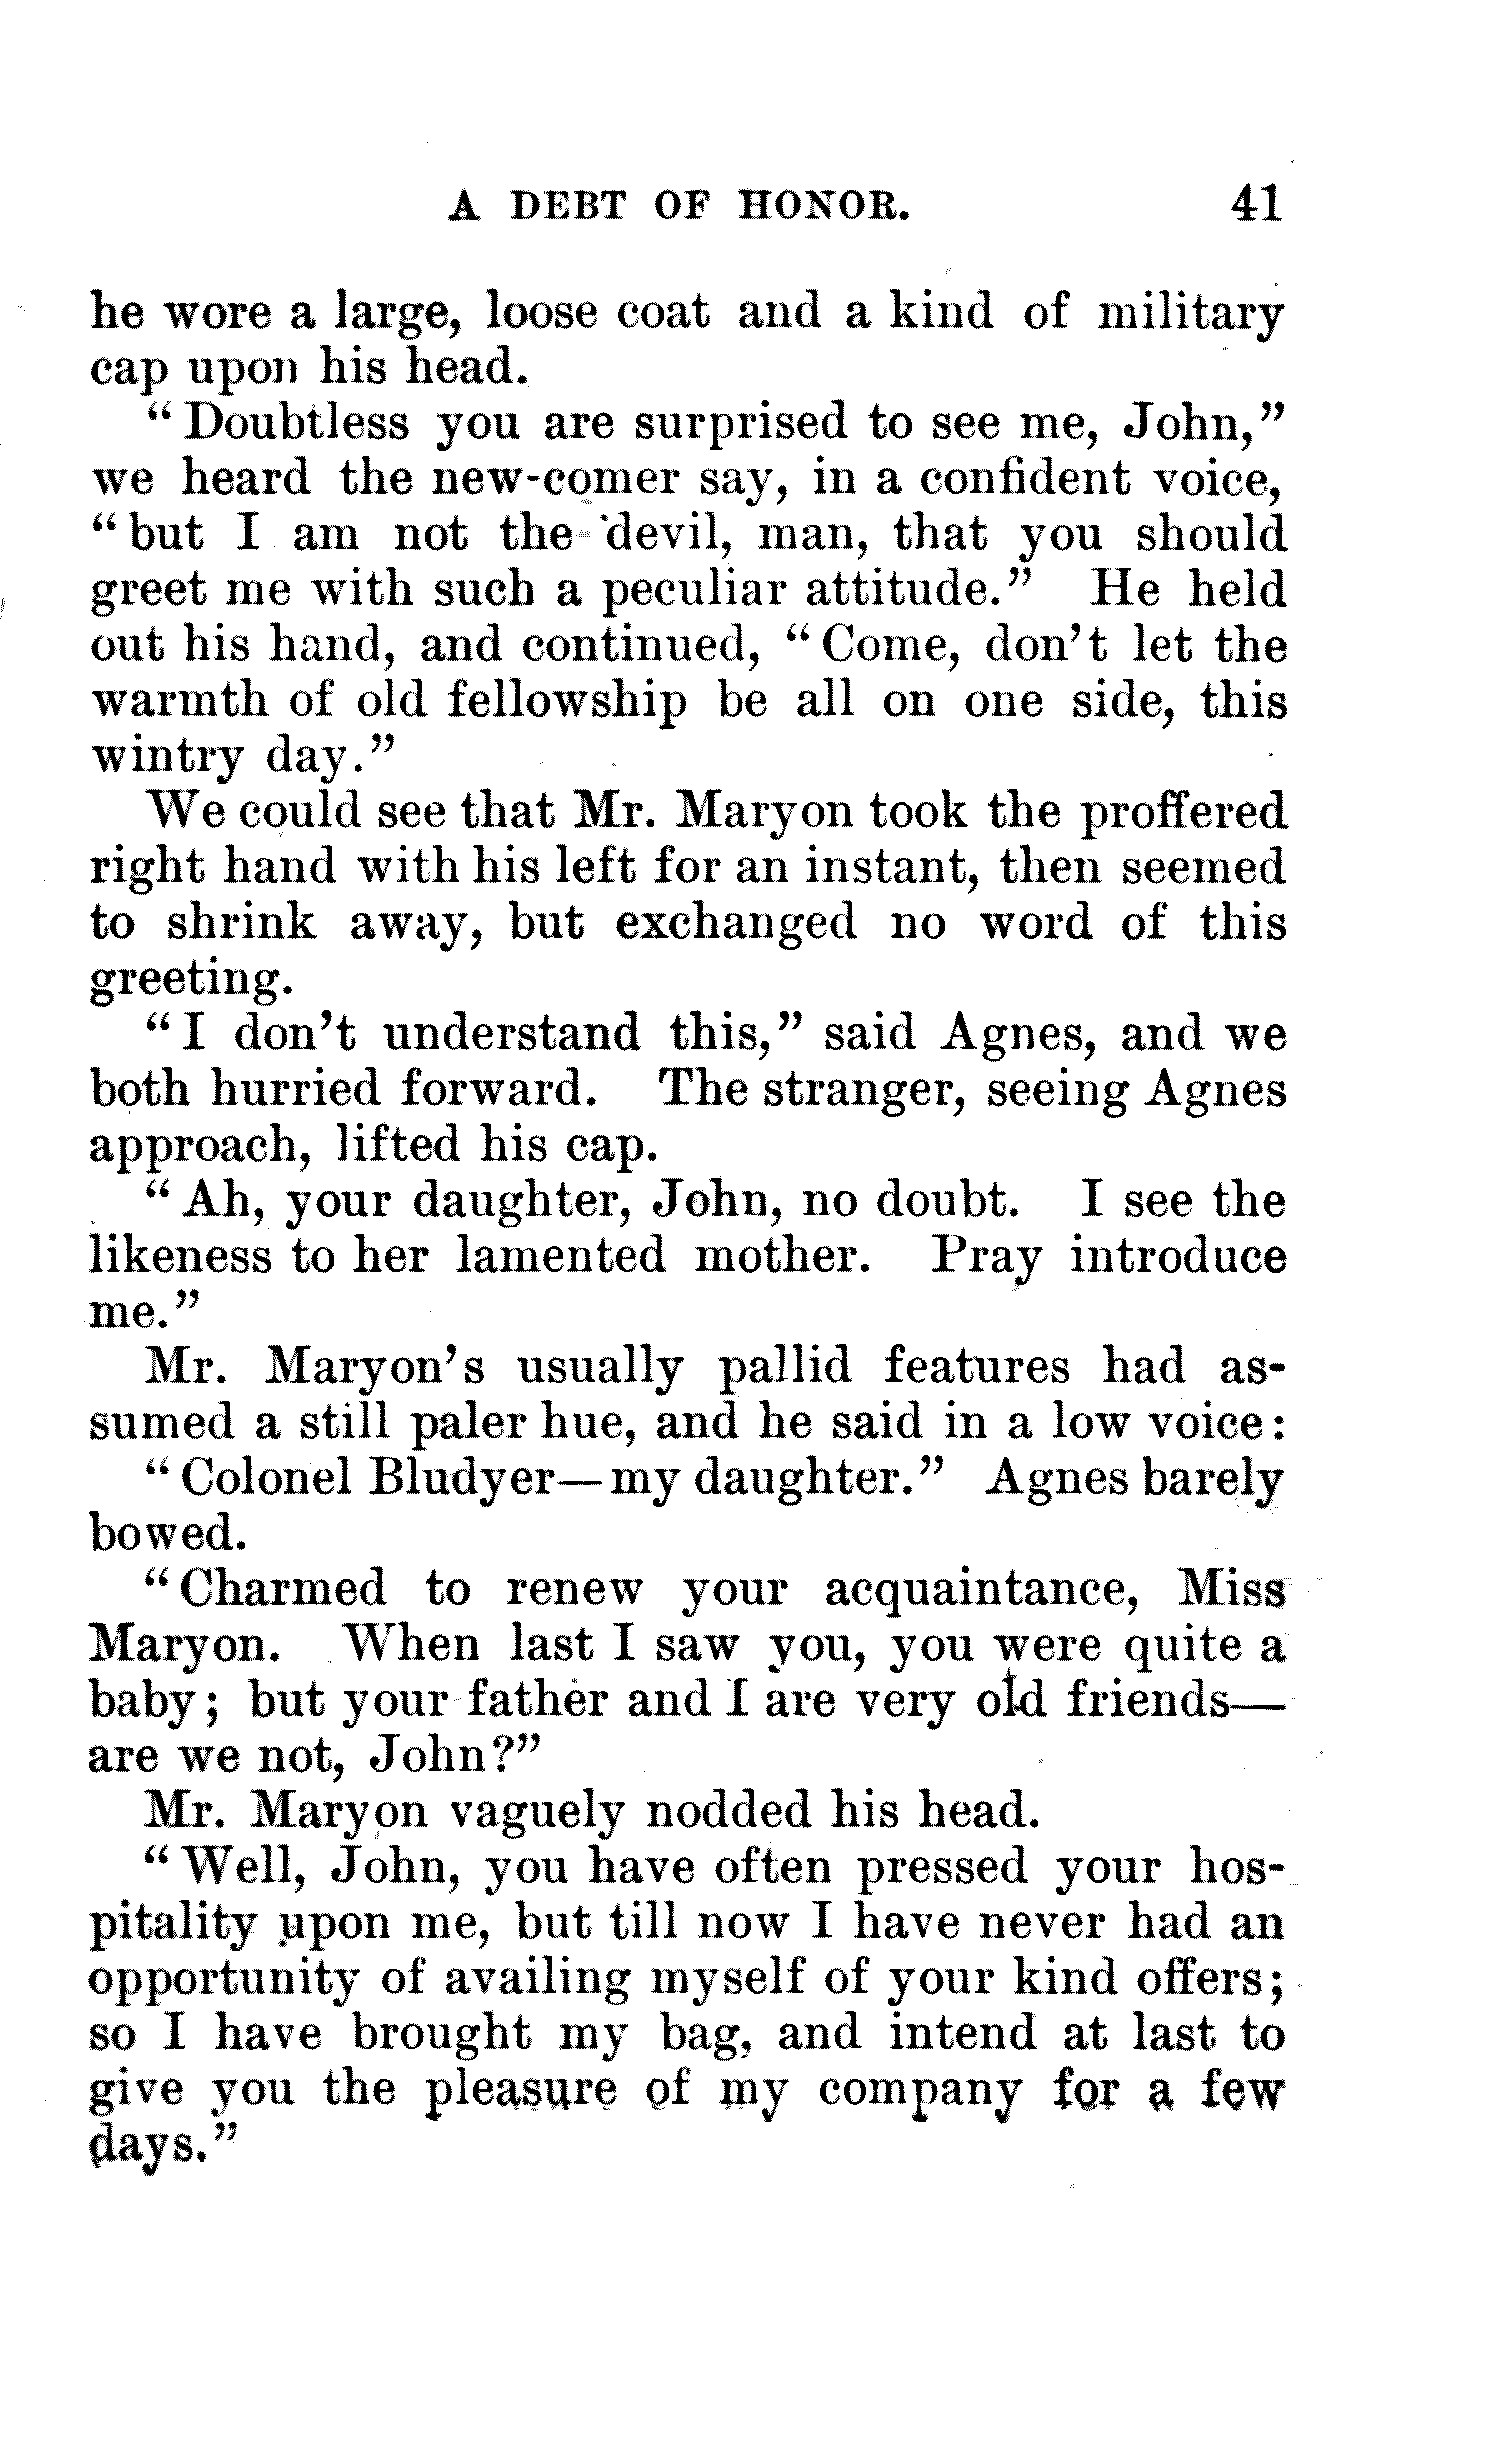 A DEBT OF HONOR. 41
he wore a large, loose coat and a kind of military
cap upon his head.
"Doubtless you are surprised to see me, John,"
we heard the new-comer say, in a confident voice,
"but I am not the devil, man, that you should
greet me with such a peculiar attitude." He held
out his hand, and continued, "Come, don't let the
warmth of old fellowship be all on one side, this
wintry day."
We could see that Mr. Maryon took the proffered
right hand with his left for an instant, then seemed
to shrink away, but exchanged no word of this
greeting.
"I don't understand this," said Agnes, and we
both hurried forward. The stranger, seeing Agnes
approach, lifted his cap.
"Ah, your daughter, John, no doubt. I see the
likeness to her lamented mother. Pray introduce
me."
Mr. Maryon's usually pallid features had as-
sumed a still paler hue, and he said in a low voice:
"Colonel Bludyer—my daughter." Agnes barely
bowed.
"Charmed to renew your acquaintance, Miss
Maryon. When last I saw you, you were quite a
baby; but your father and I are very old friends—
are we not, John?"
Mr. Maryon vaguely nodded his head.
"Well, John, you have often pressed your hos-
pitality upon me, but till now I have never had an
opportunity of availing myself of your kind offers;
so I have brought my bag, and intend at last to
give you the pleasure of my company for a few
days."